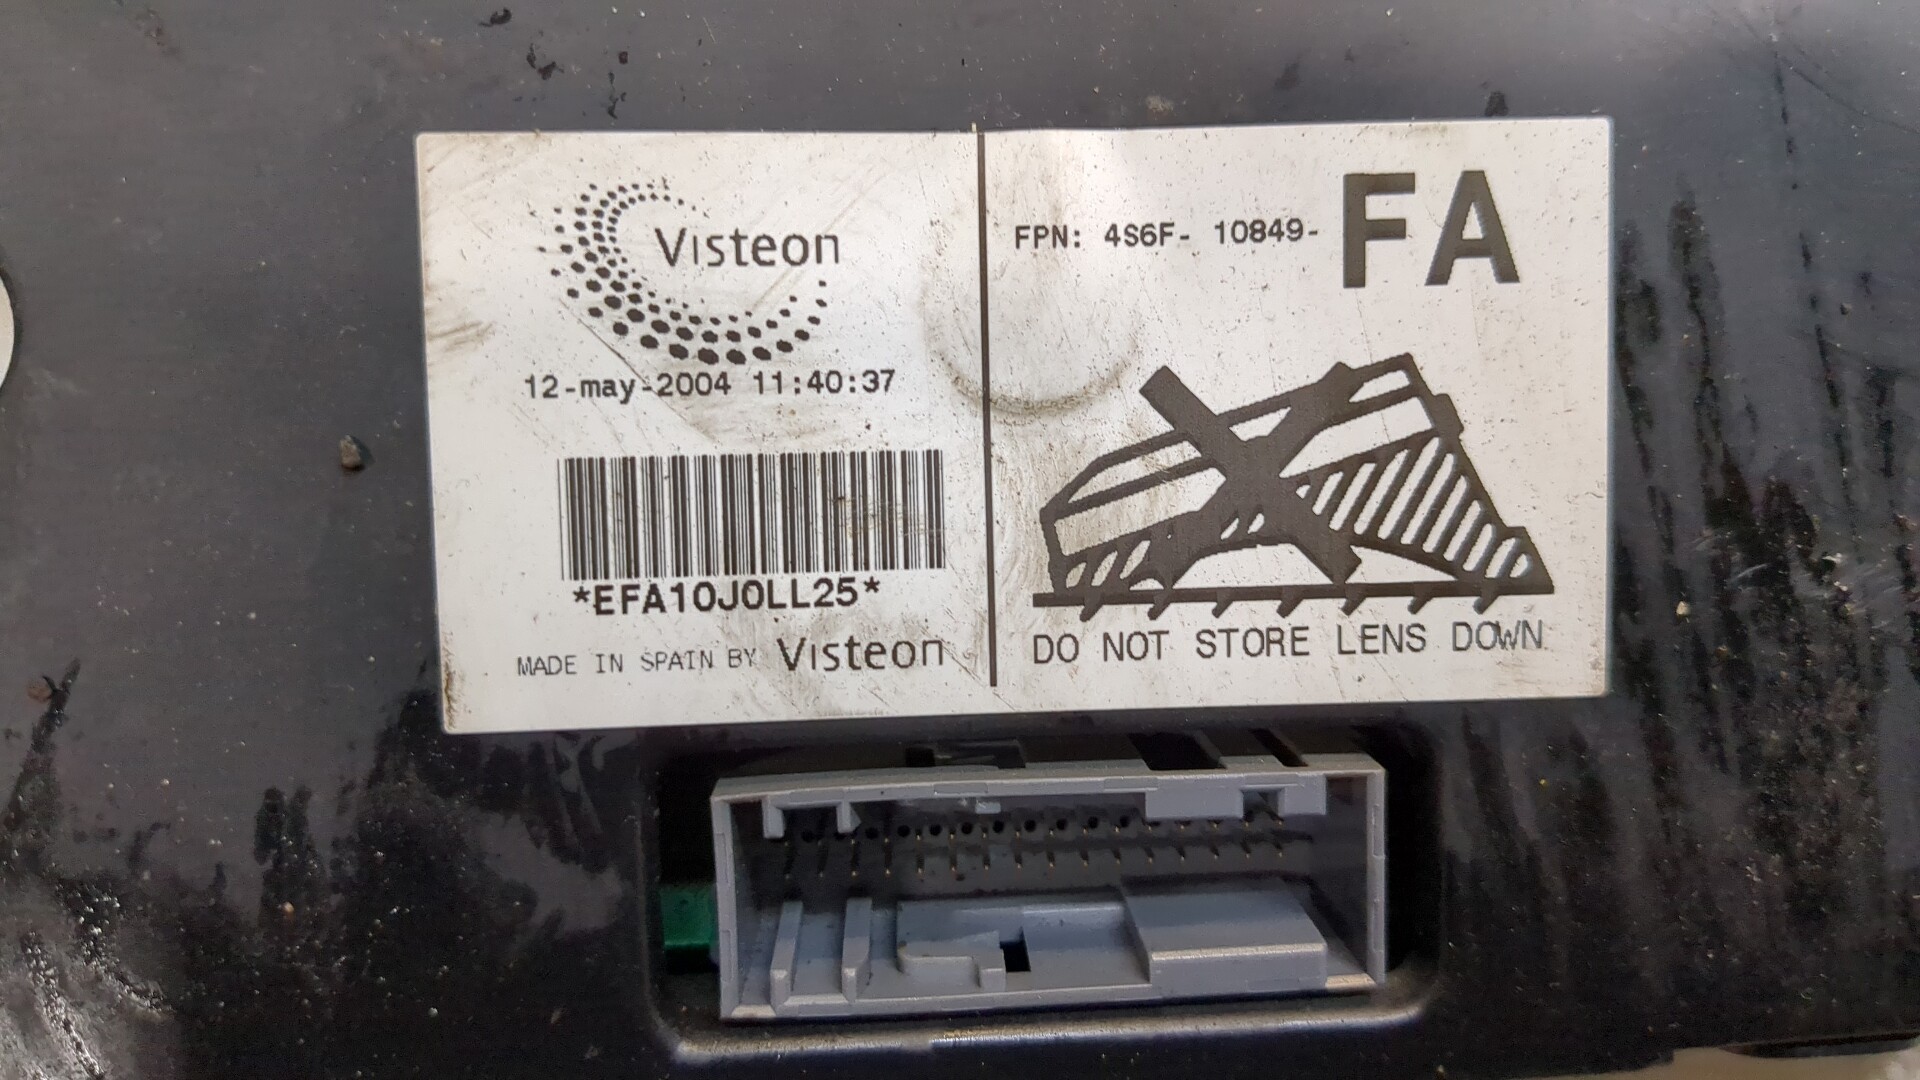 Visteon
12-may-2004 11:40:37
*EFA10J0LL25*
MADE IN SPAIN BY Visteon
FPN: 4S6F- 10849- FA
DO NOT STORE LENS DOWN